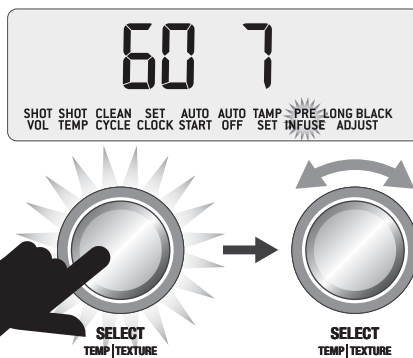 60 7
SHOT SHOT CLEAN SET AUTO AUTO TAMP PRE LONG BLACK
VOL TEMP CYCLE CLOCK START OFF SET INFUSE ADJUST
SELECT SELECT
TEMP|TEXTURE TEMP|TEXTURE